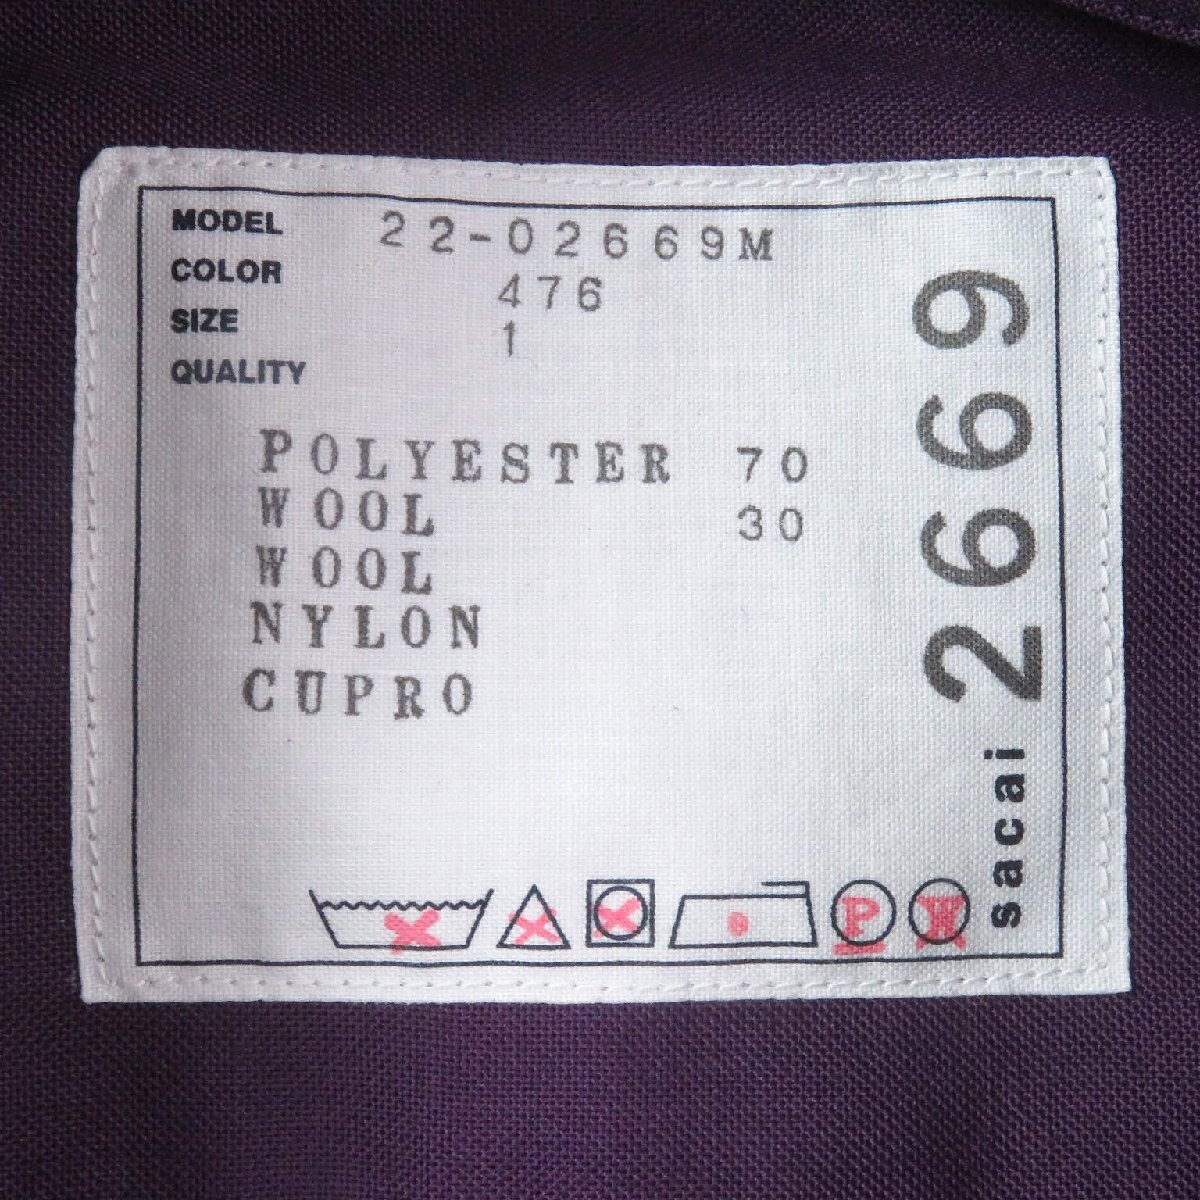 MODEL 22-02669M
COLOR 476
SIZE 1
QUALITY
POLYESTER 70
WOOL 30
WOOL
NYLON
CUPRO
P W
sacai 2669